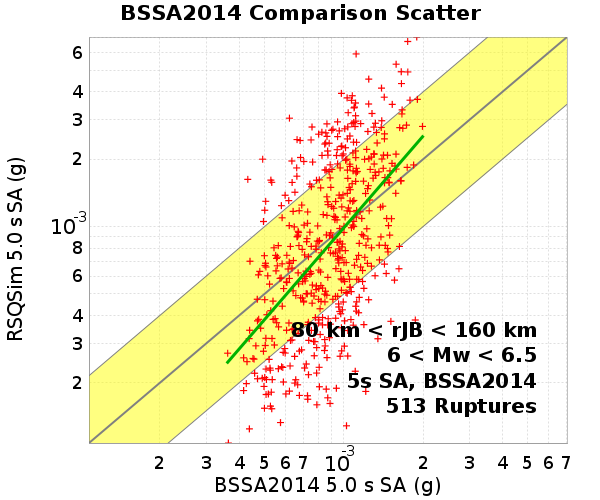 BSSA2014 Comparison Scatter
RSQSim 5.0 s SA (g)
6
4
3
2
10-3
8
6
4
3
2
80 km < rJB < 160 km
6 < Mw < 6.5
5s SA, BSSA2014
513 Ruptures
2 3 4 5 6 7 10-3 2 3 4 5 6 7
BSSA2014 5.0 s SA (g)